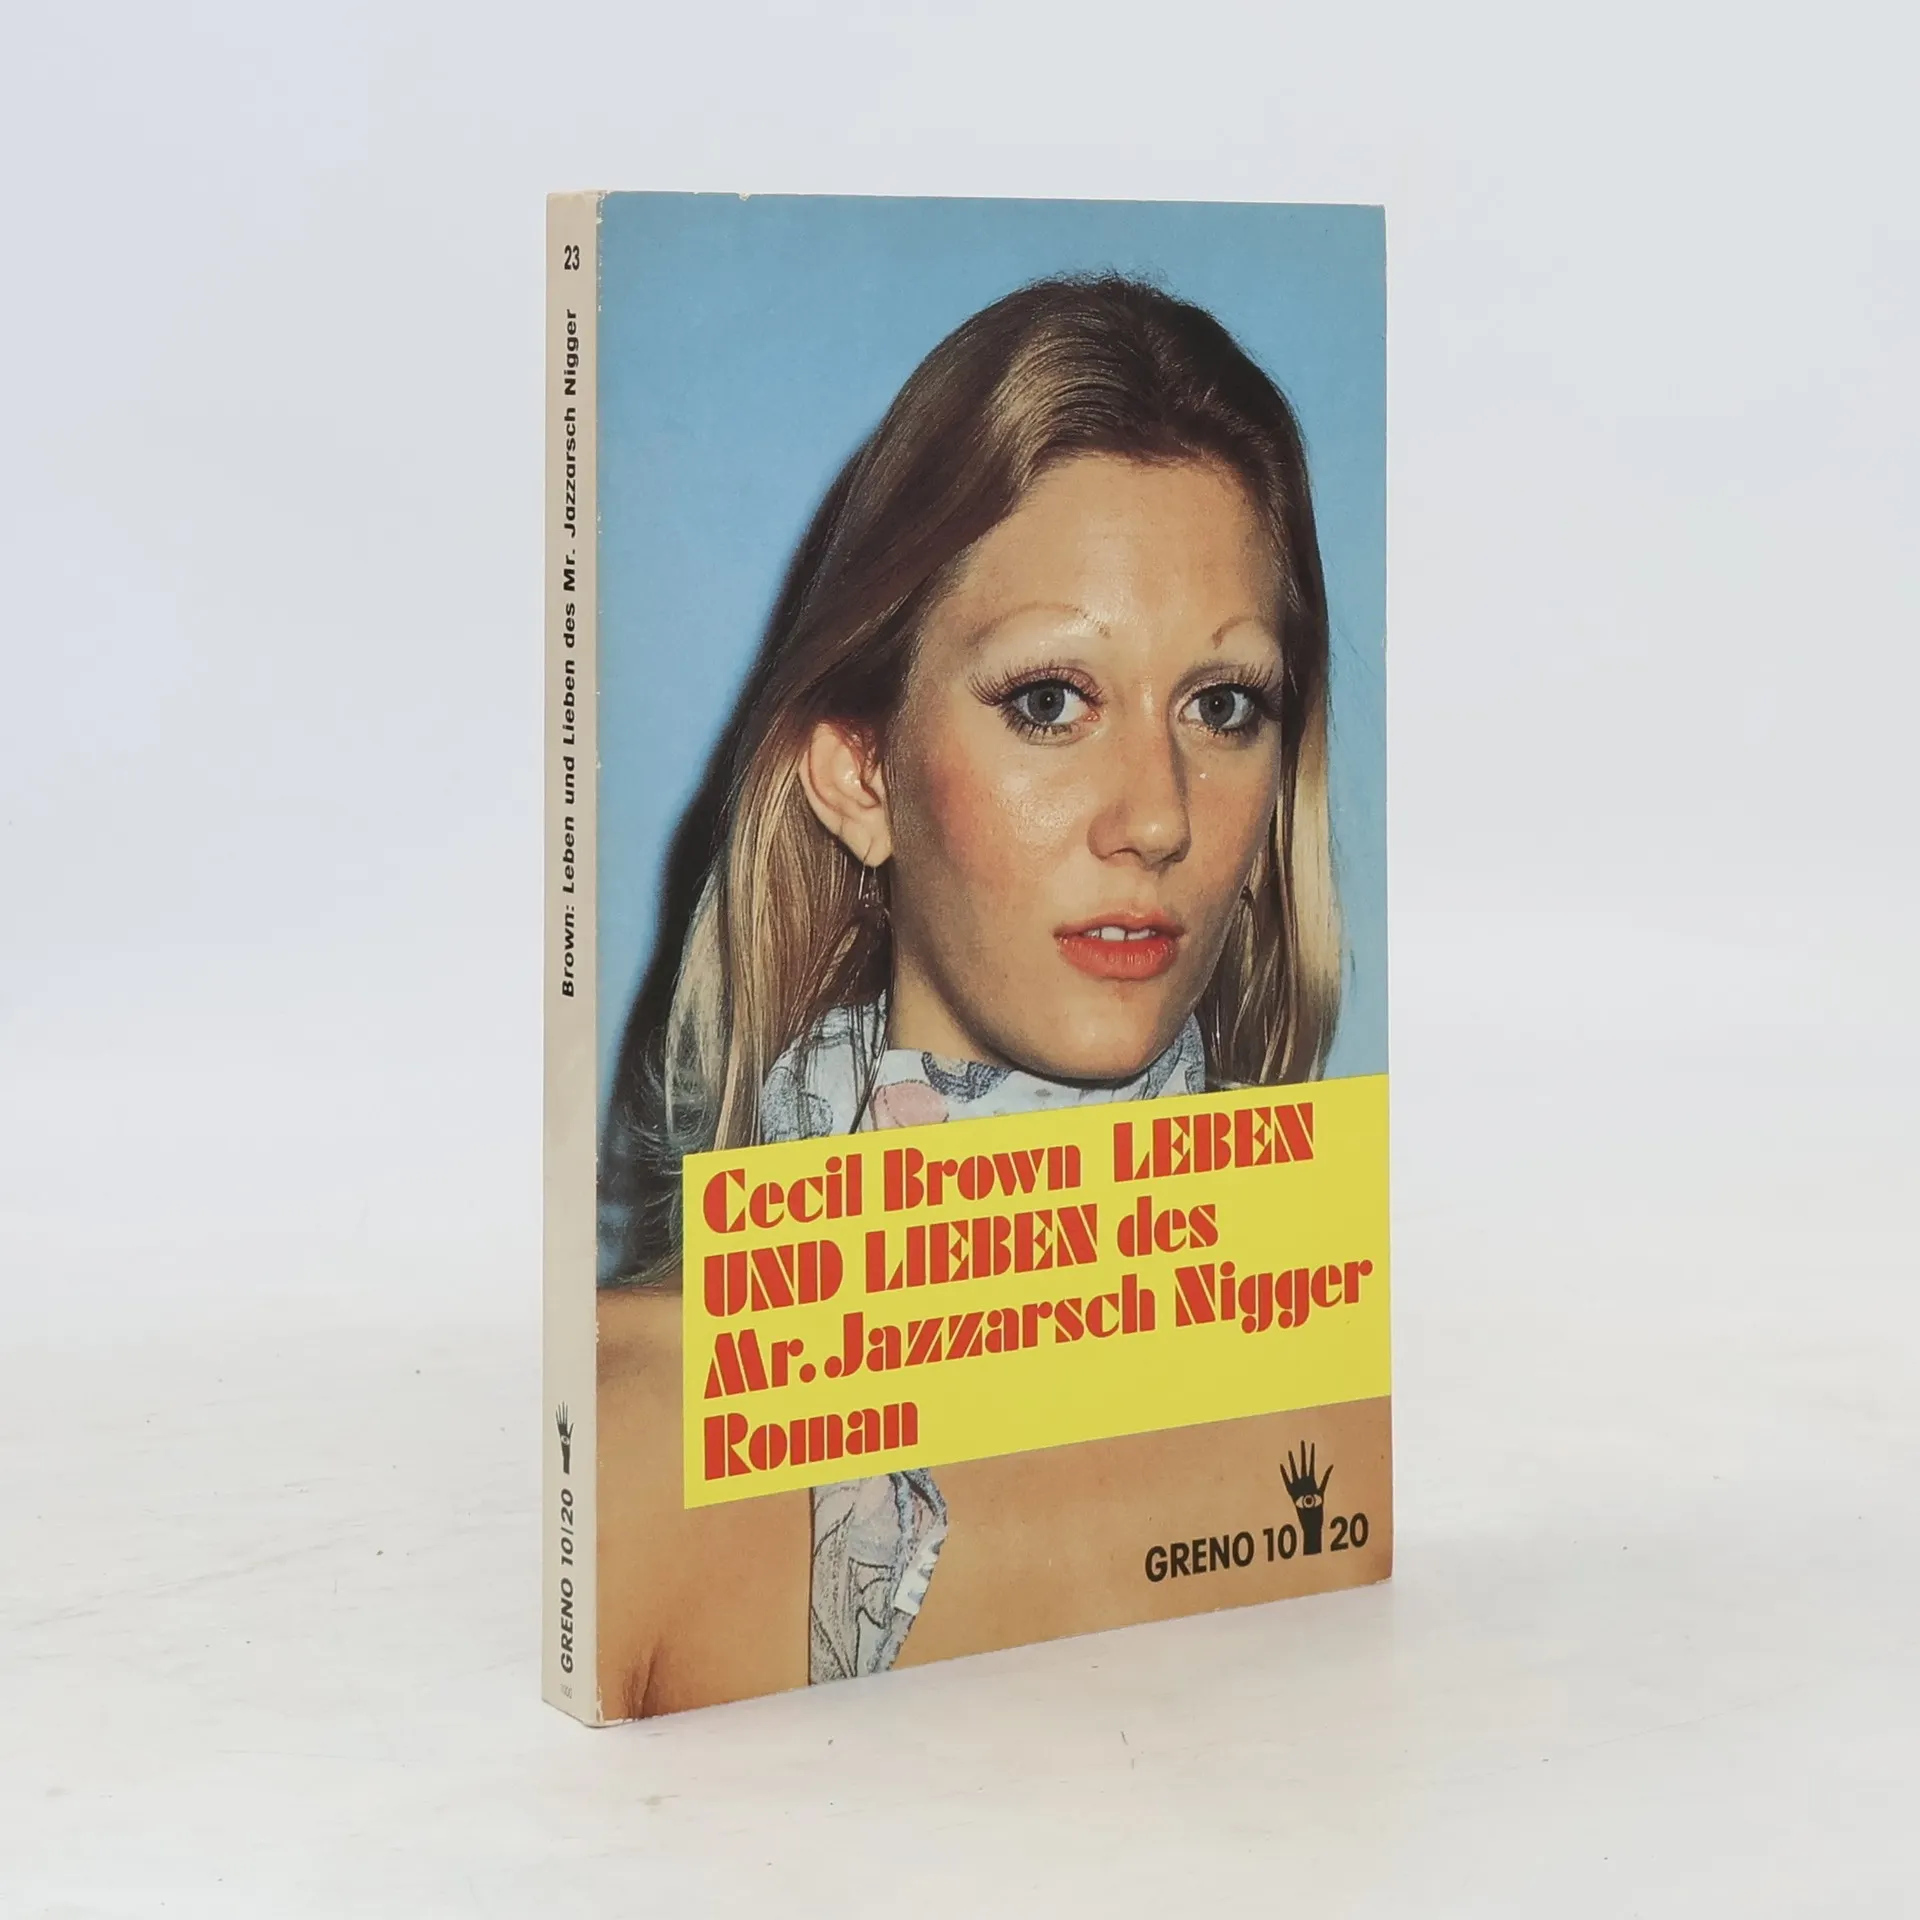 23
Brown: Leben und Lieben des Mr. Jazzarsch Nigger
GRENO 10/20
Cecil Brown LEBEN
UND LIEBEN des
Mr. Jazzarsch Nigger
Roman
GRENO 10 20